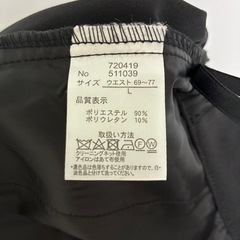 720419
No 511039
サイズ ウエスト 69~77
L
品質表示
ポリエステル 90%
ポリウレタン 10%
取扱い方法
クリーニングネット使用
アイロンはあて布使用